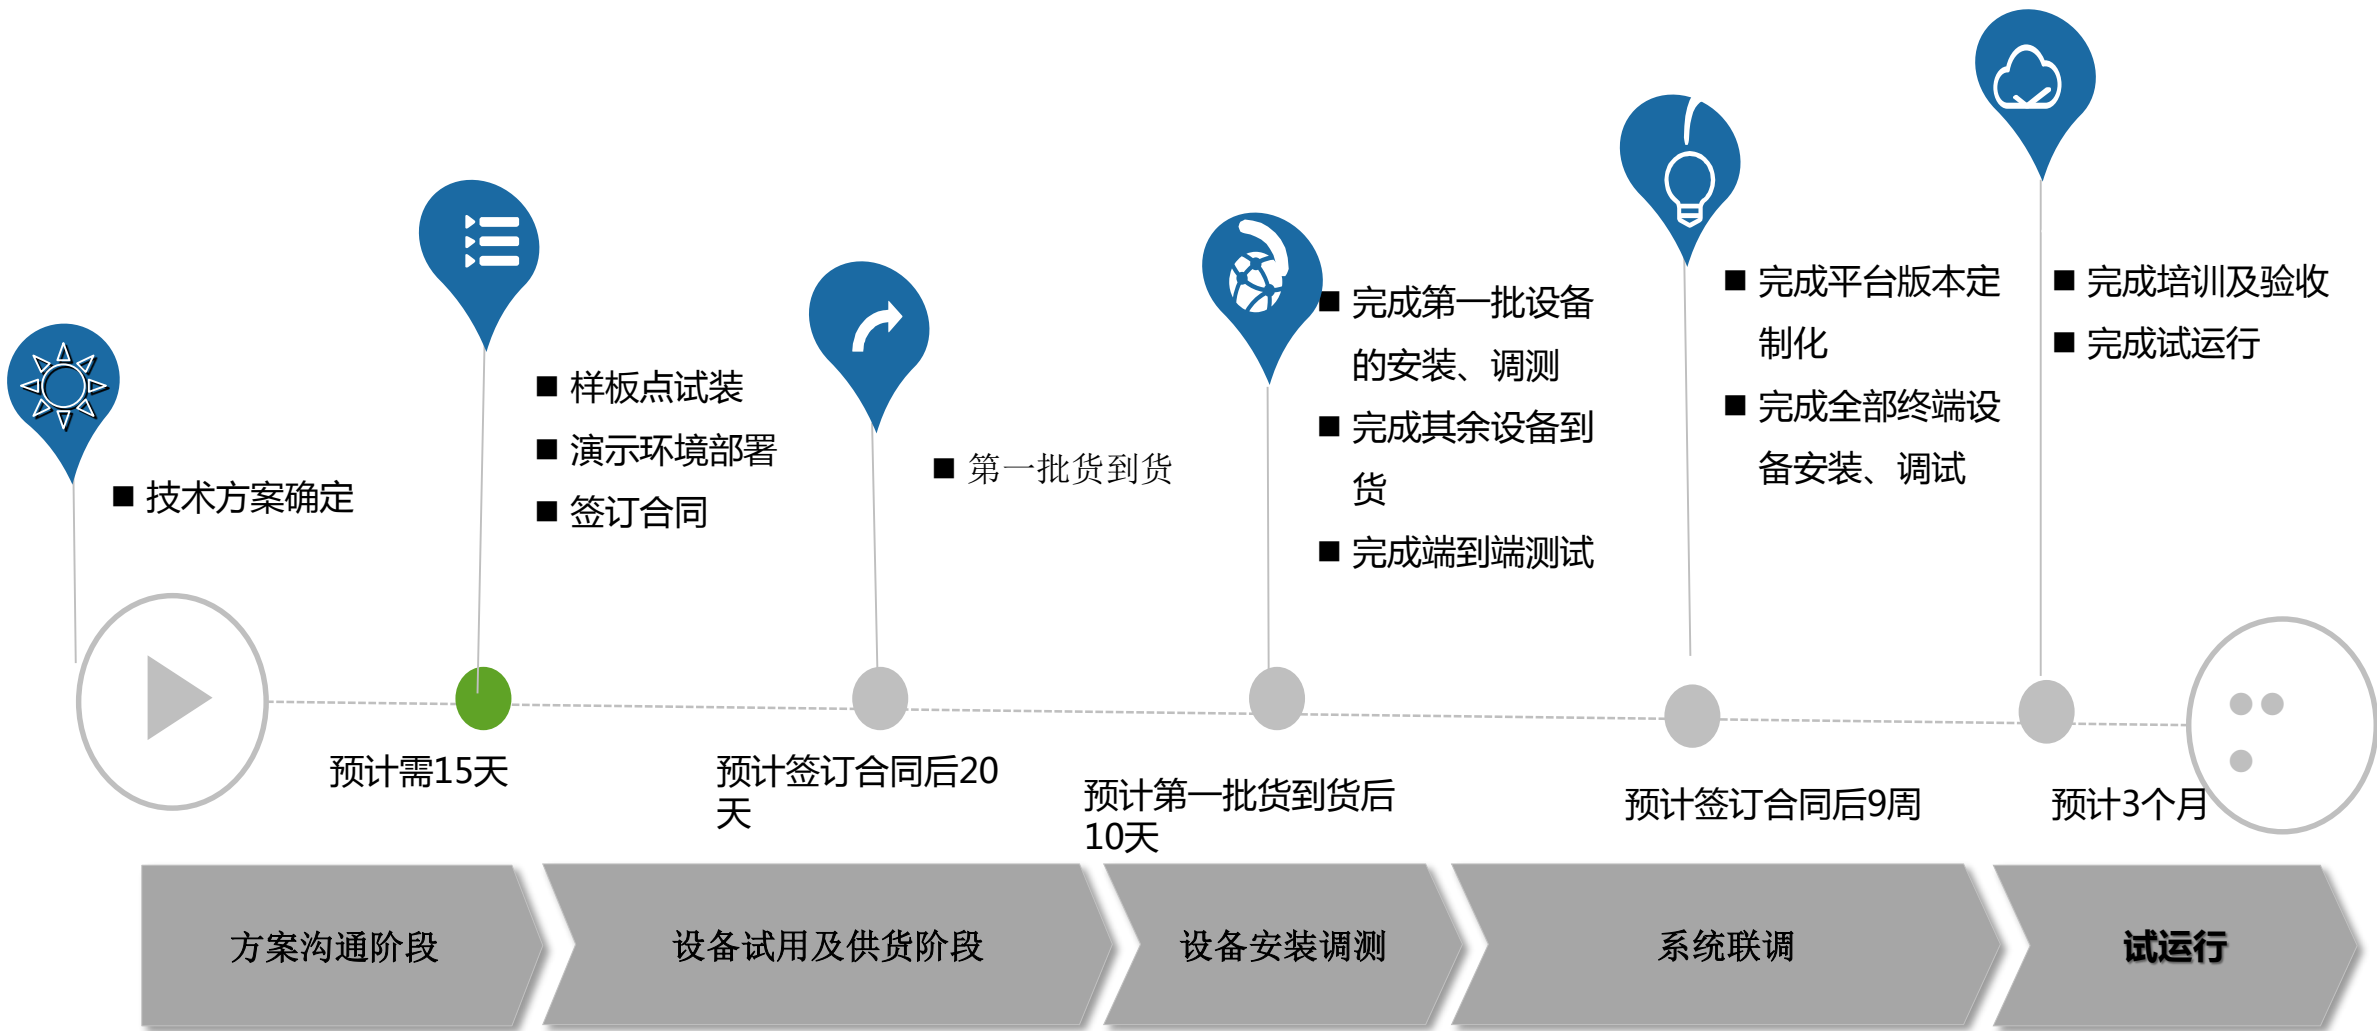 技术方案确定
样板点试装
演示环境部署
签订合同
第一批货到货
完成第一批设备
的安装、调测
完成其余设备到
货
完成端到端测试
完成平台版本定
制化
完成全部终端设
备安装、调试
完成培训及验收
完成试运行
预计需15天
预计签订合同后20
天
预计第一批货到货后
10天
预计签订合同后9周
预计3个月
方案沟通阶段
设备试用及供货阶段
设备安装调测
系统联调
试运行